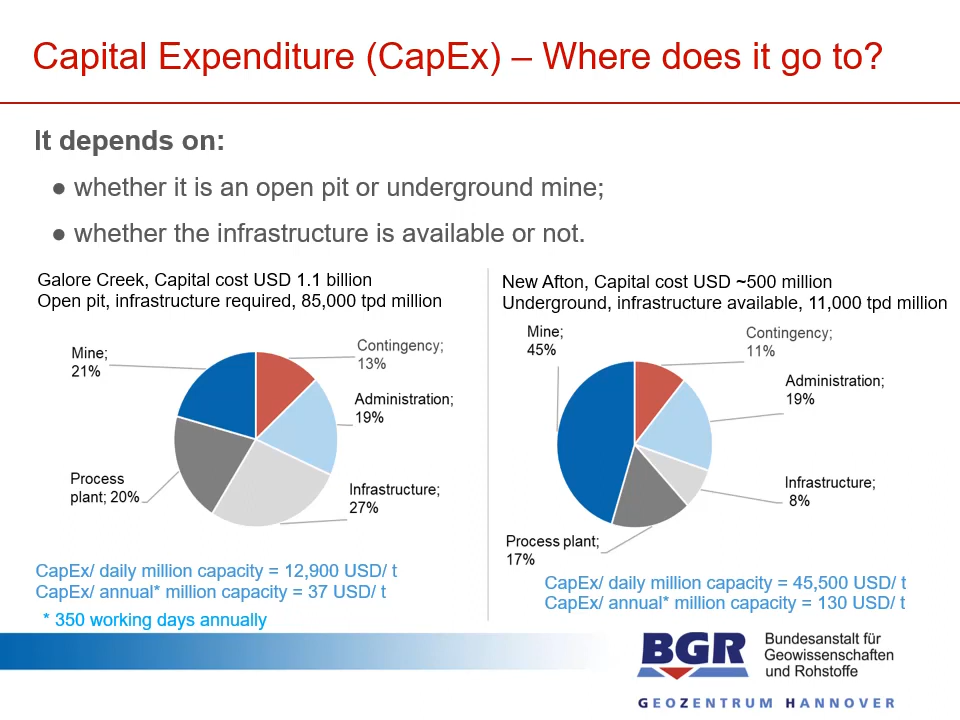 Capital Expenditure (CapEx) – Where does it go to?
It depends on:
● whether it is an open pit or underground mine;
● whether the infrastructure is available or not.
Galore Creek, Capital cost USD 1.1 billion
Open pit, infrastructure required, 85,000 tpd million
Mine;
21%
Contingency;
13%
Administration;
19%
Infrastructure;
27%
Process
plant; 20%
CapEx/ daily million capacity = 12,900 USD/ t
CapEx/ annual* million capacity = 37 USD/ t
* 350 working days annually
New Afton, Capital cost USD ~500 million
Underground, infrastructure available, 11,000 tpd million
Mine;
45%
Contingency;
11%
Administration;
19%
Infrastructure;
8%
Process plant;
17%
CapEx/ daily million capacity = 45,500 USD/ t
CapEx/ annual* million capacity = 130 USD/ t
BGR
Bundesanstalt für
Geowissenschaften
und Rohstoffe
GEOZENTRUM HANNOVER